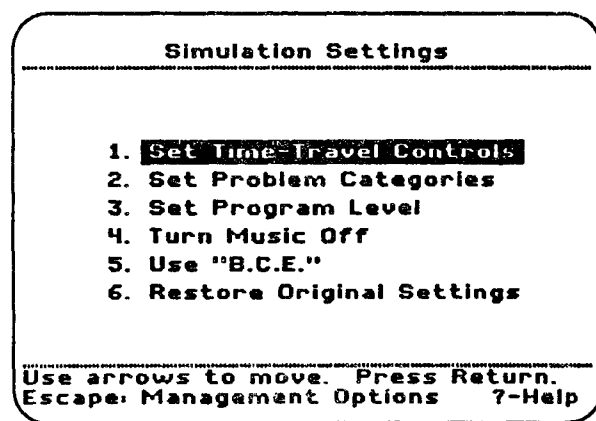 Simulation Settings
1. Set Time-Travel Controls
2. Set Problem Categories
3. Set Program Level
4. Turn Music Off
5. Use "B.C.E."
6. Restore Original Settings
Use arrows to move. Press Return.
Escape: Management Options ?-Help